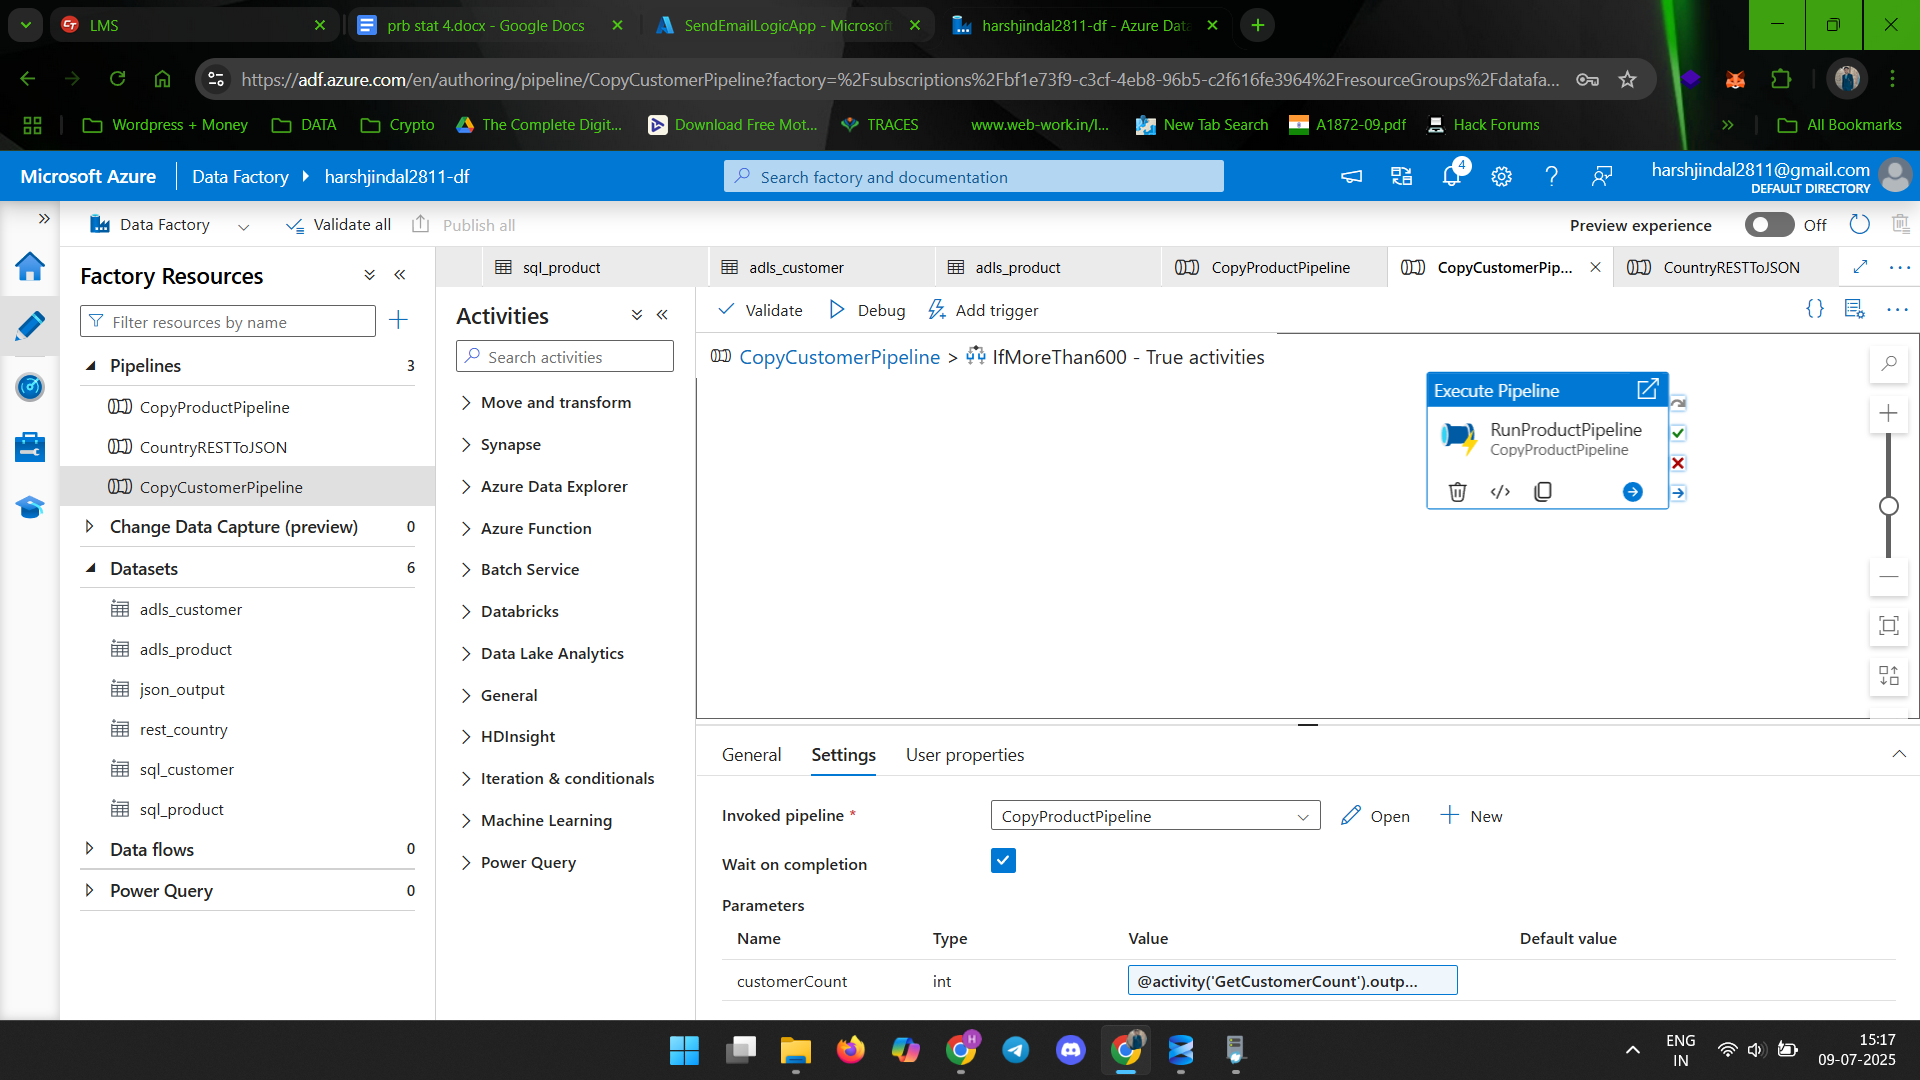 LMS
prb stat 4.docx - Google Docs
SendEmailLogicApp - Microsoft
harshjindal2811-df - Azure Data
https://adf.azure.com/en/authoring/pipeline/CopyCustomerPipeline?factory=%2Fsubscriptions%2Fbf1e73f9-c3cf-4eb8-96b5-c2f616fe3964%2FresourceGroups%2Fdatafa...
Wordpress + Money
DATA
Crypto
The Complete Digit...
Download Free Mot...
TRACES
www.web-work.in/l...
New Tab Search
A1872-09.pdf
Hack Forums
All Bookmarks
Microsoft Azure
Data Factory
harshjindal2811-df
Search factory and documentation
4
harshjindal2811@gmail.com
DEFAULT DIRECTORY
Data Factory
Validate all
Publish all
Preview experience
Off
Factory Resources
Filter resources by name
Pipelines 3
CopyProductPipeline
CountryRESTToJSON
CopyCustomerPipeline
Change Data Capture (preview) 0
Datasets 6
adls_customer
adls_product
json_output
rest_country
sql_customer
sql_product
Data flows 0
Power Query 0
sql_product
adls_customer
adls_product
CopyProductPipeline
CopyCustomerPip...
CountryRESTToJSON
Activities
Search activities
Move and transform
Synapse
Azure Data Explorer
Azure Function
Batch Service
Databricks
Data Lake Analytics
General
HDInsight
Iteration & conditionals
Machine Learning
Power Query
Validate
Debug
Add trigger
CopyCustomerPipeline > IfMoreThan600 - True activities
Execute Pipeline
RunProductPipeline
CopyProductPipeline
General
Settings
User properties
Invoked pipeline *
CopyProductPipeline
Open
New
Wait on completion
Parameters
Name Type Value Default value
customerCount int @activity('GetCustomerCount').outp...
H
ENG
IN
15:17
09-07-2025